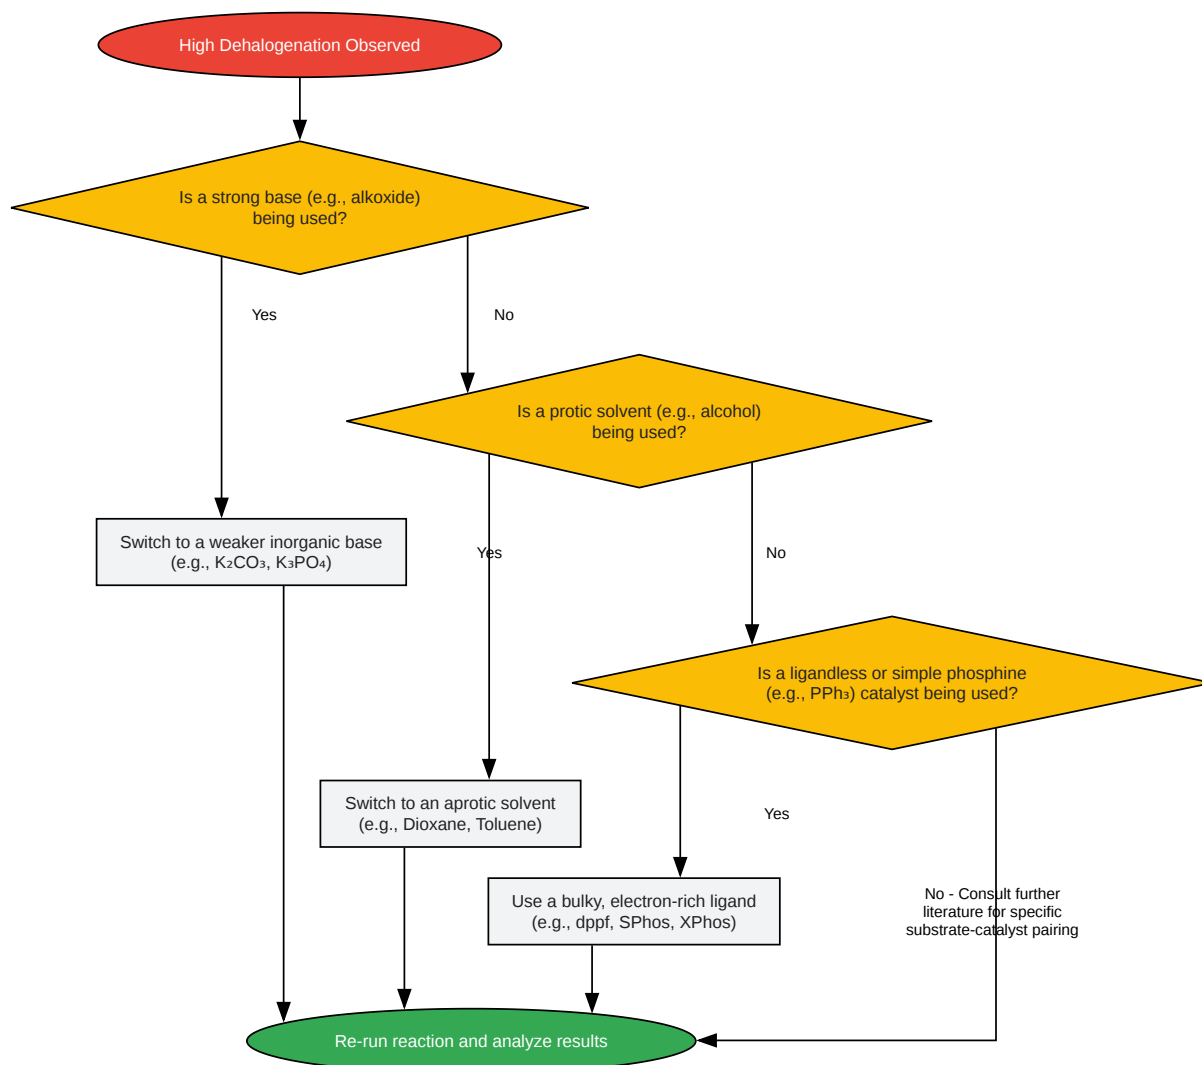 High Dehalogenation Observed
Is a strong base (e.g., alkoxide)
being used?
Yes
No
Is a protic solvent (e.g., alcohol)
being used?
Switch to a weaker inorganic base
(e.g., K₂CO₃, K₃PO₄)
Yes
No
Is a ligandless or simple phosphine
(e.g., PPh₃) catalyst being used?
Switch to an aprotic solvent
(e.g., Dioxane, Toluene)
Yes
Use a bulky, electron-rich ligand
(e.g., dppf, SPhos, XPhos)
No - Consult further
literature for specific
substrate-catalyst pairing
Re-run reaction and analyze results